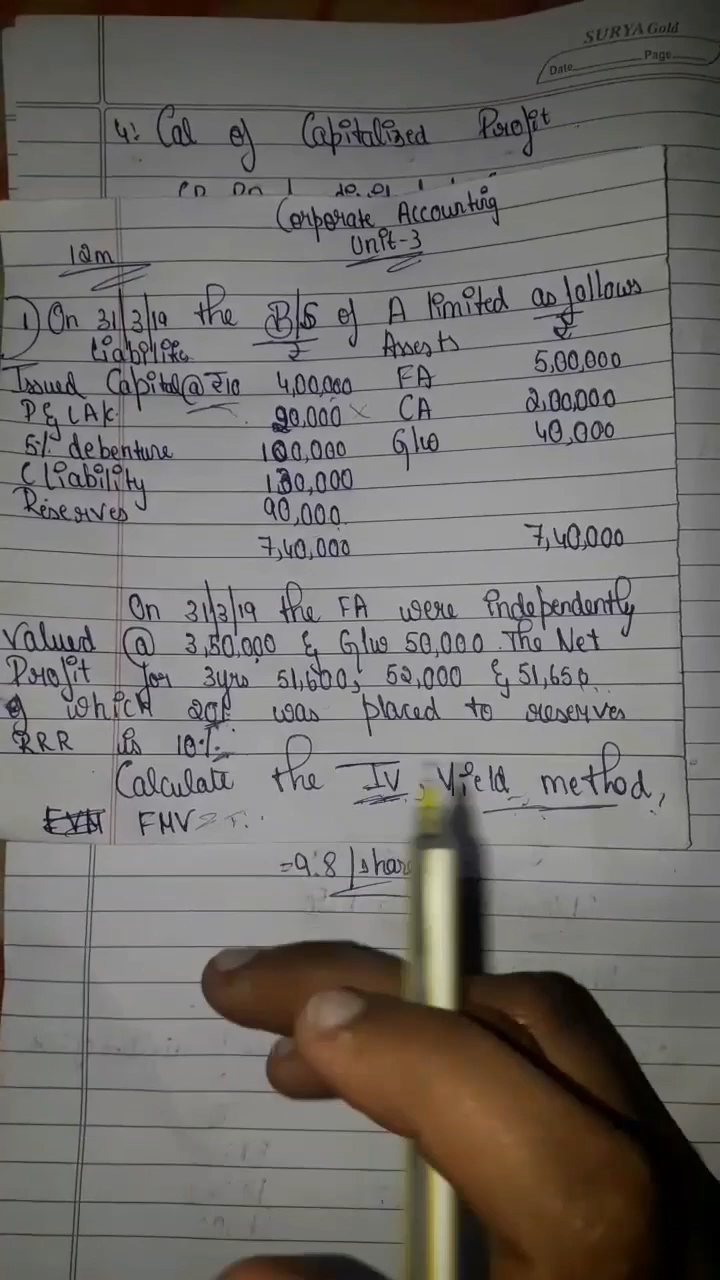 SURYA Gold
Date Page
4: Cal of Capitalized Profit
Corporate Accounting
12m Unit-3
1) On 31/3/19 the B/S of A limited as follows
Liabilite ₹ Assests ₹
Issued Capital @ ₹10 4,00,000 FA 5,00,000
P & L A/c 20,000 CA 2,00,000
5% debenture 100,000 G/w 40,000
C liability 130,000
Reserves 90,000
7,40,000 7,40,000
On 31/3/19 the FA were independently
valued @ 3,50,000 & G/w 50,000. The Net
Profit for 3yrs 51,600, 52,000 & 51,650
of which 20% was placed to reserves
RRR is 10%.
Calculate the IV, Yield method,
FMV
=9.8 /share